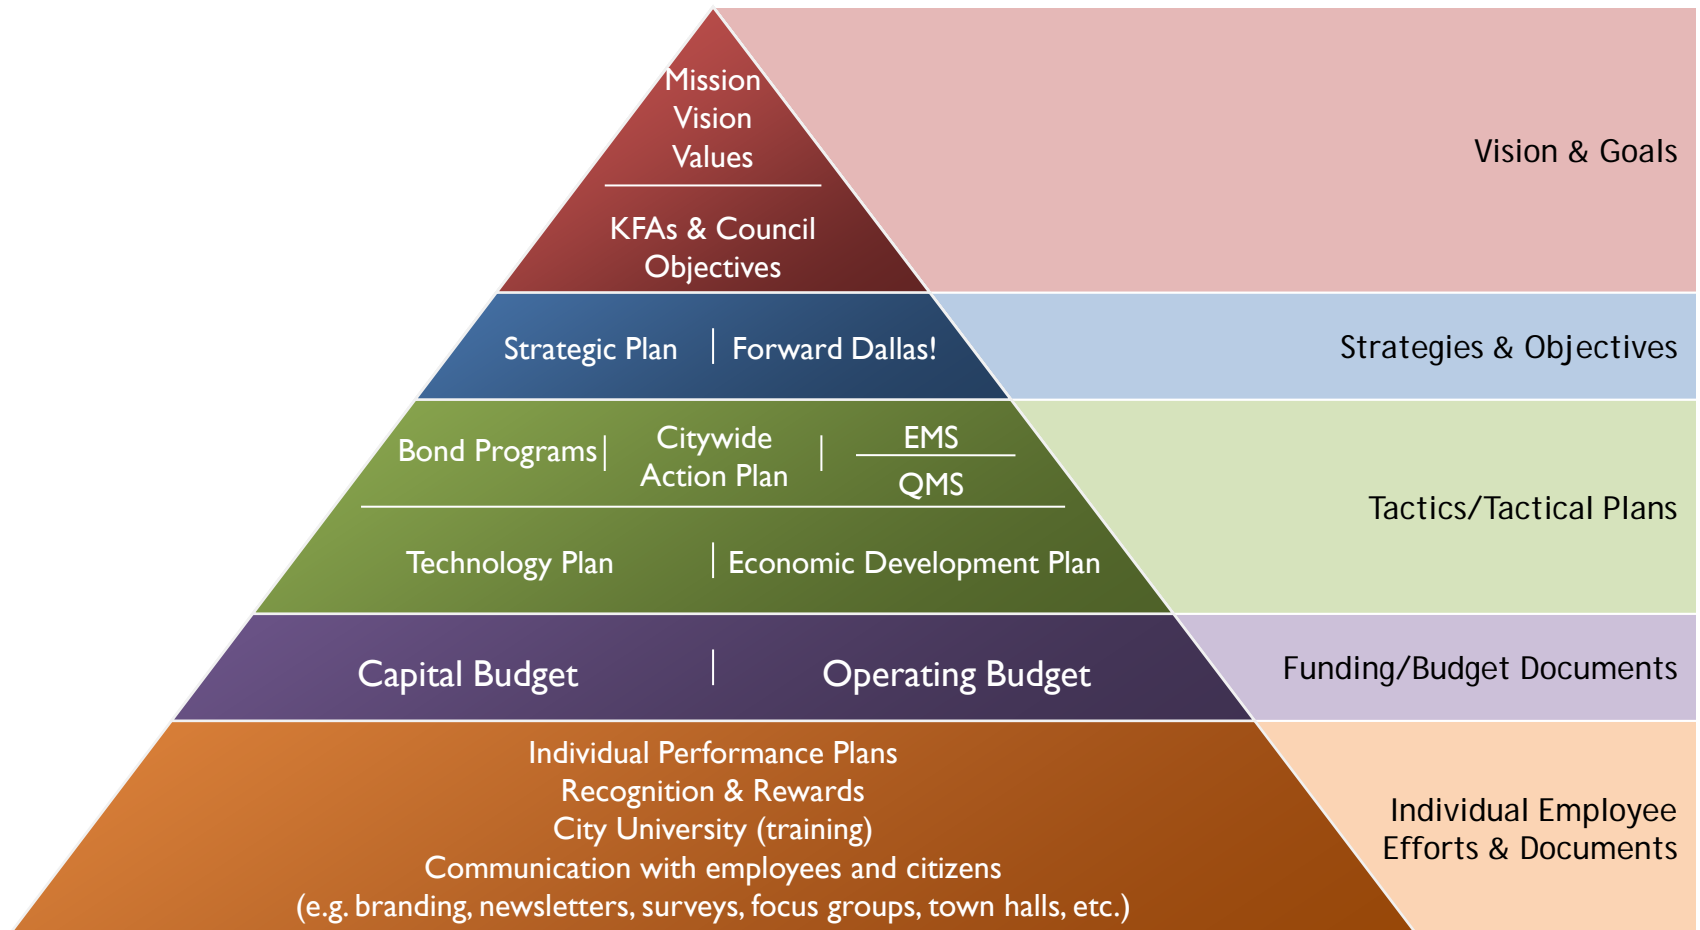 Mission
Vision
Values
KFAs & Council
Objectives
Vision & Goals
Strategic Plan
Forward Dallas!
Strategies & Objectives
Bond Programs
Citywide
Action Plan
EMS
QMS
Technology Plan
Economic Development Plan
Tactics/Tactical Plans
Capital Budget
Operating Budget
Funding/Budget Documents
Individual Performance Plans
Recognition & Rewards
City University (training)
Communication with employees and citizens
(e.g. branding, newsletters, surveys, focus groups, town halls, etc.)
Individual Employee
Efforts & Documents